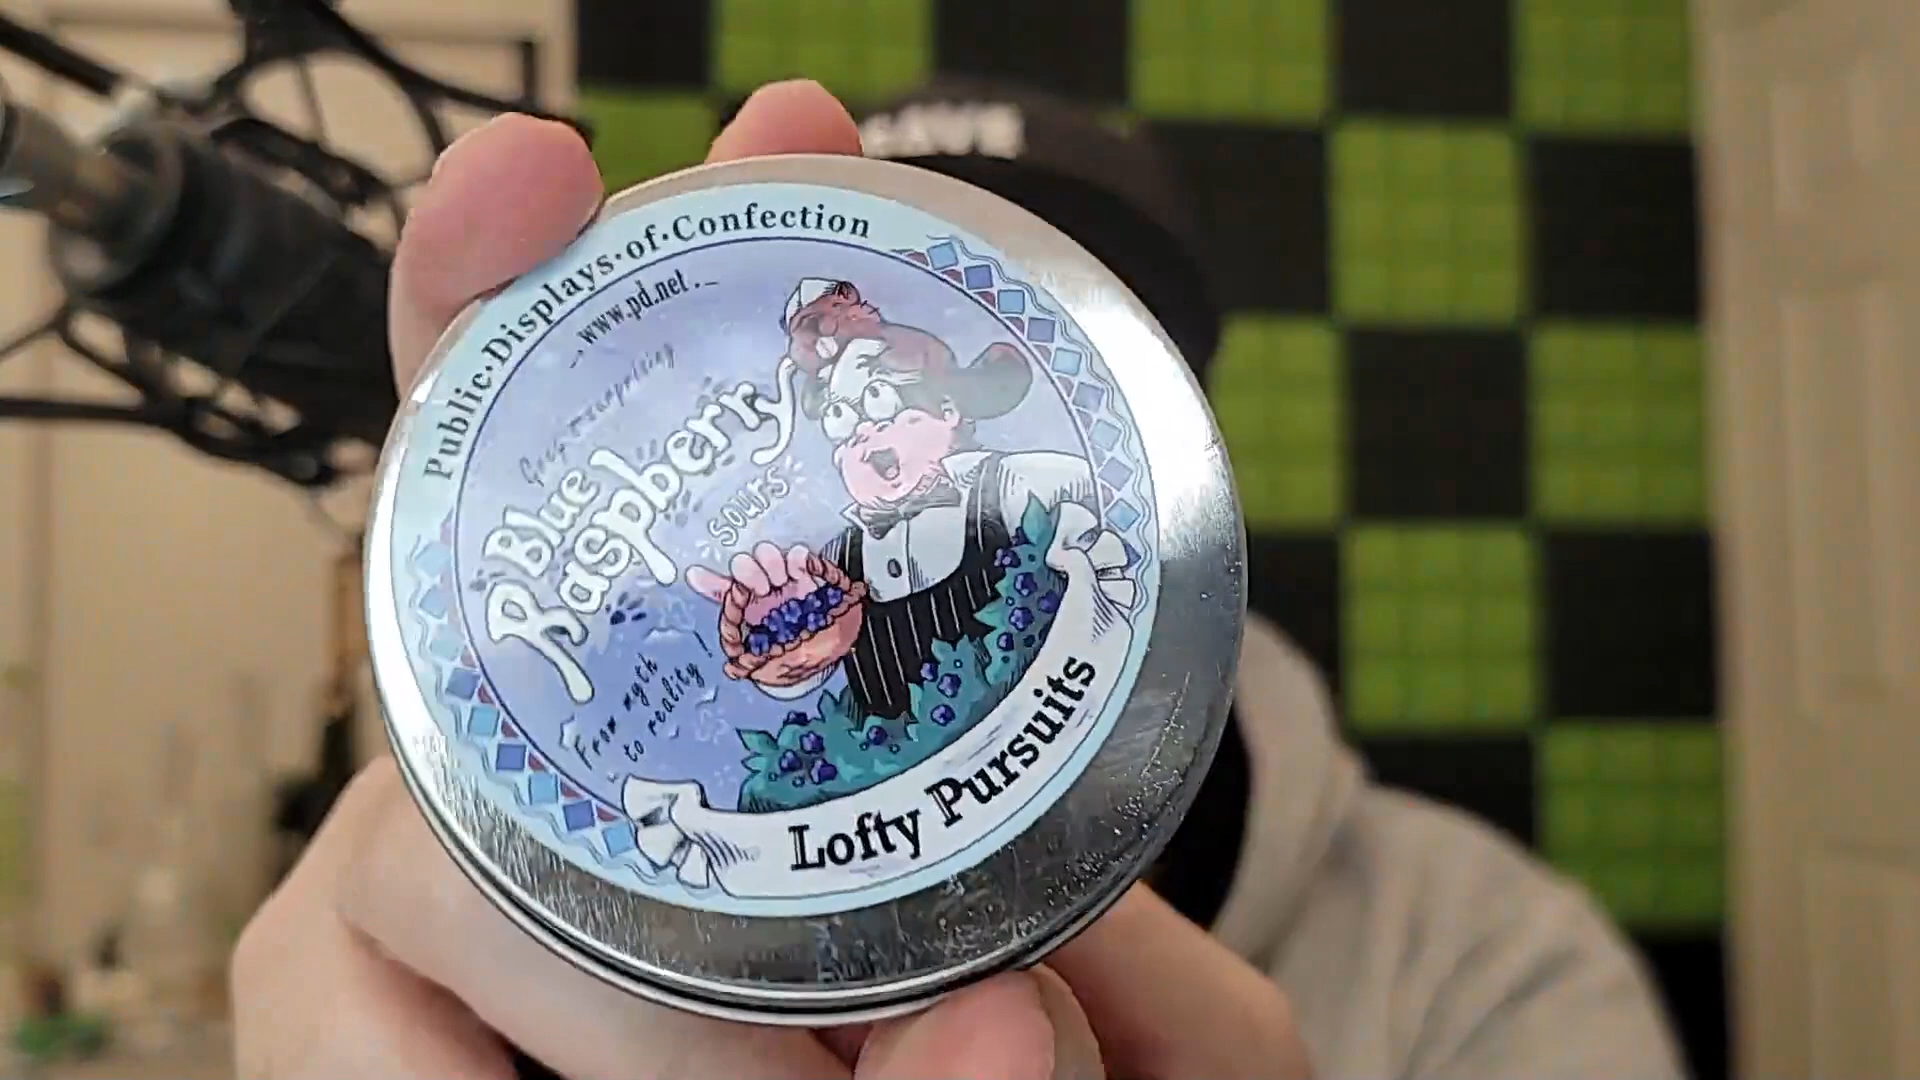 Public·Displays·of·Confection
www.pd.net
Blue
Raspberry
sours
From myth
to reality!
Lofty Pursuits